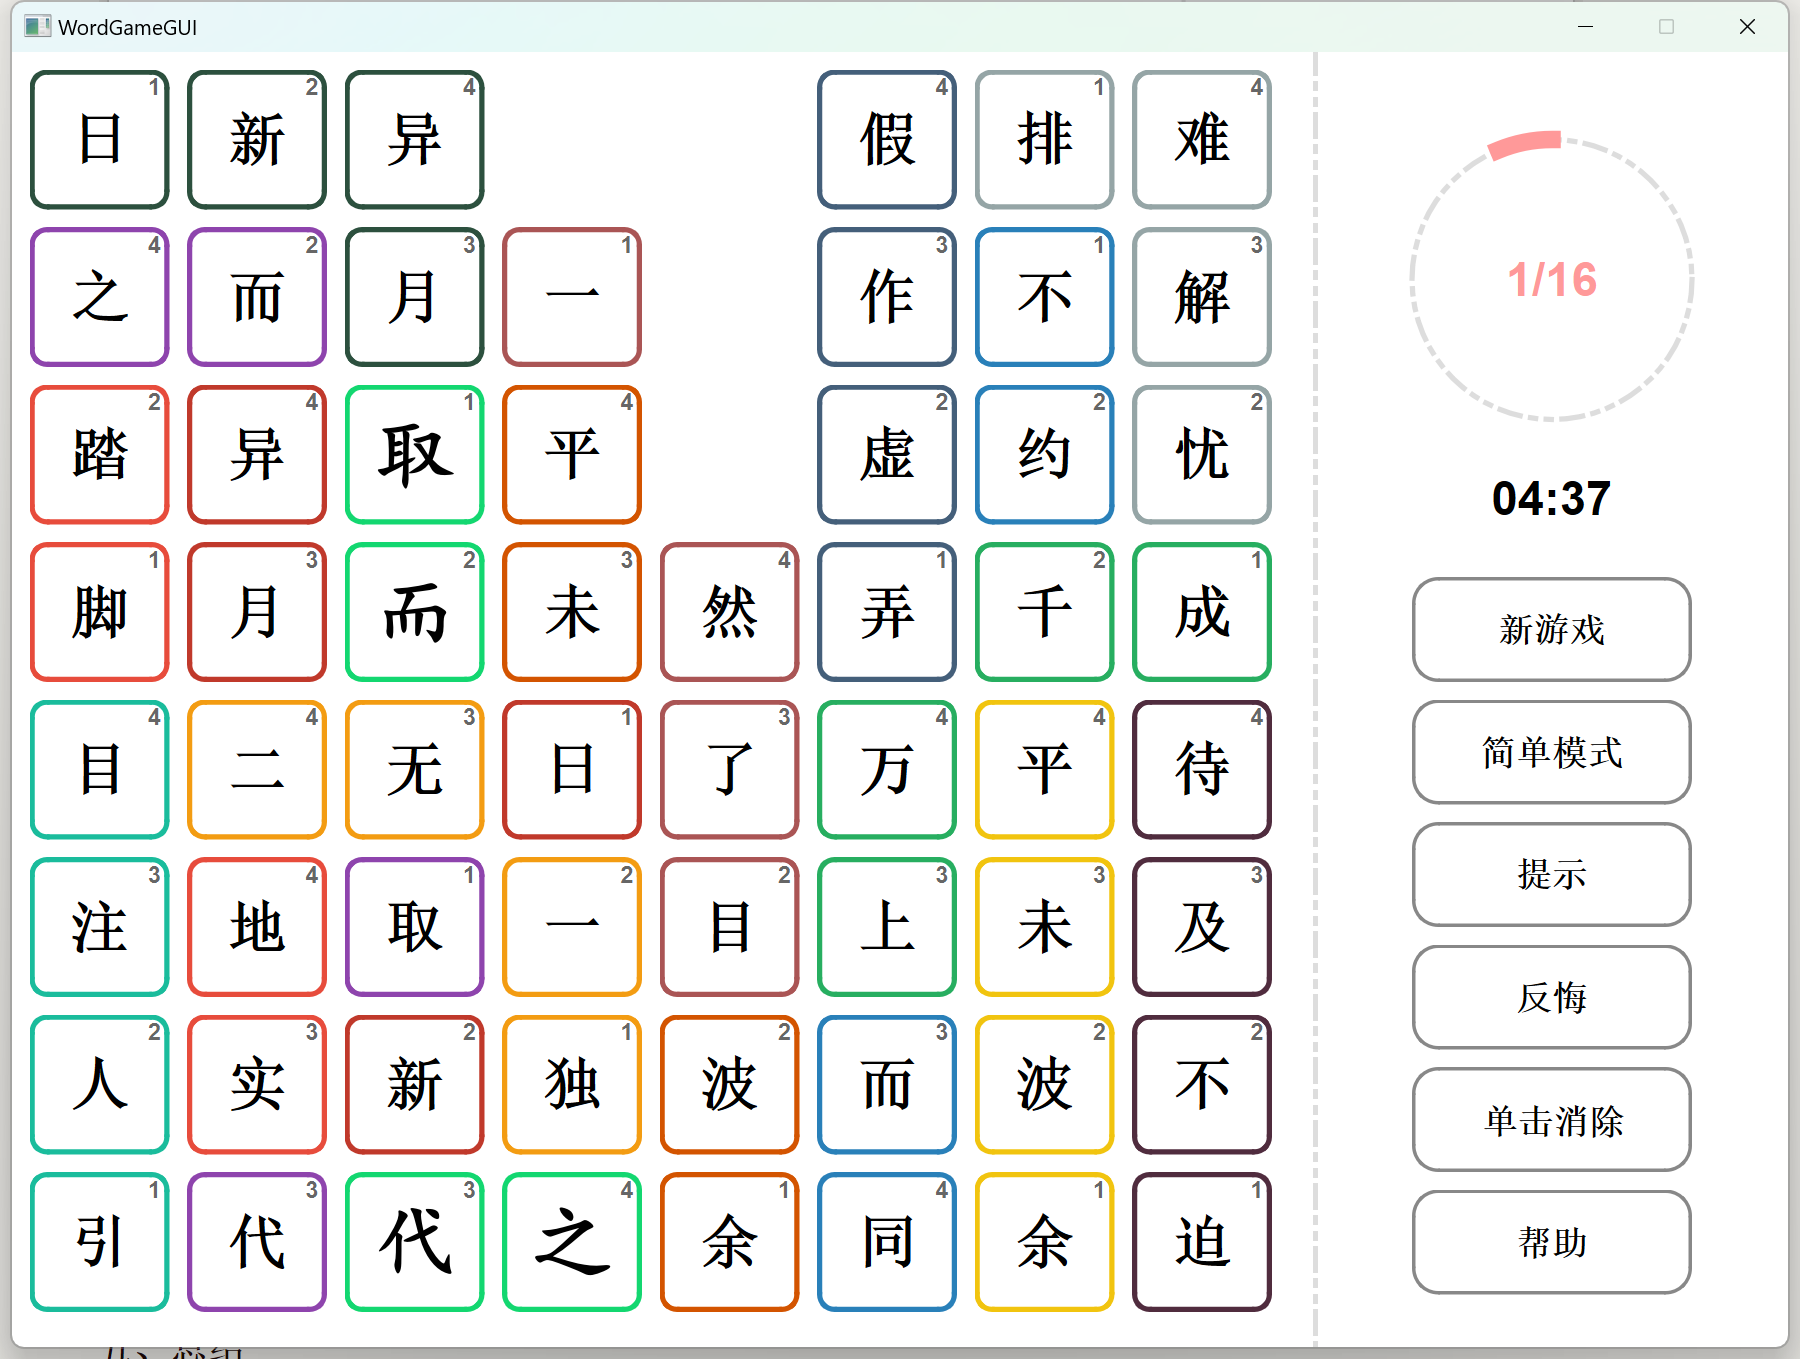 WordGameGUI
日1 新2 异4 假4 排1 难4
之4 而2 月3 一1 作3 不1 解3
踏2 异4 取1 平4 虚2 约2 忧2
脚1 月3 而2 未3 然4 弄1 千2 成1
目4 二4 无3 日1 了3 万4 平4 待4
注3 地4 取1 一2 目2 上3 未3 及3
人2 实3 新2 独1 波2 而3 波2 不2
引1 代3 代3 之4 余1 同4 余1 迫1
1/16
04:37
新游戏
简单模式
提示
反悔
单击消除
帮助